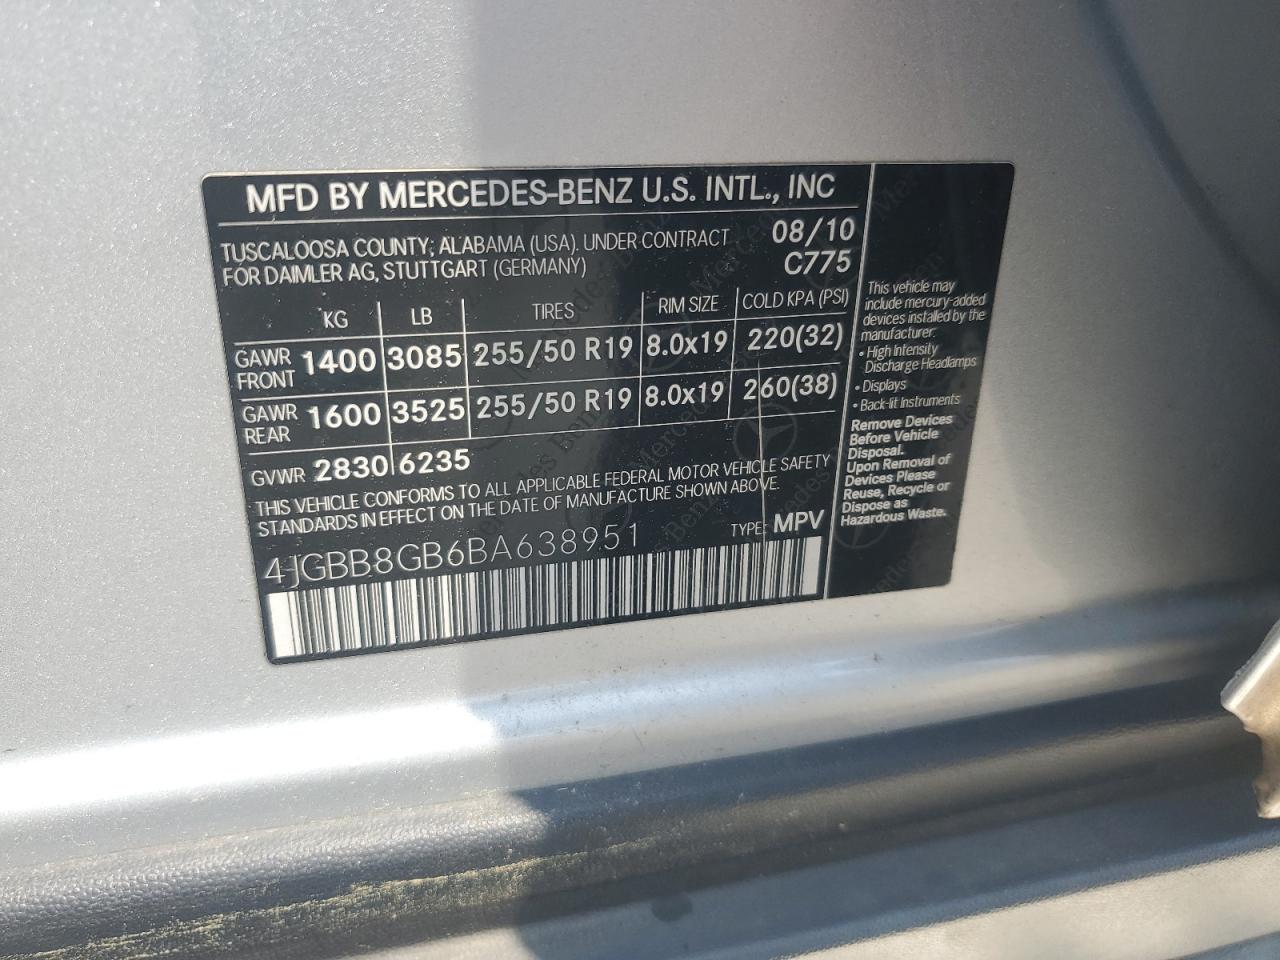 MFD BY MERCEDES-BENZ U.S. INTL., INC
TUSCALOOSA COUNTY; ALABAMA (USA). UNDER CONTRACT 08/10
FOR DAIMLER AG, STUTTGART (GERMANY) C775
KG LB TIRES RIM SIZE COLD KPA (PSI)
GAWR FRONT 1400 3085 255/50 R19 8.0x19 220(32)
GAWR REAR 1600 3525 255/50 R19 8.0x19 260(38)
GVWR 2830 6235
THIS VEHICLE CONFORMS TO ALL APPLICABLE FEDERAL MOTOR VEHICLE SAFETY
STANDARDS IN EFFECT ON THE DATE OF MANUFACTURE SHOWN ABOVE.
4JGBB8GB6BA638951 TYPE: MPV
This vehicle may
include mercury-added
devices installed by the
manufacturer:
• High Intensity
Discharge Headlamps
• Displays
• Back-lit Instruments
Remove Devices
Before Vehicle
Disposal.
Upon Removal of
Devices Please
Reuse, Recycle or
Dispose as
Hazardous Waste.